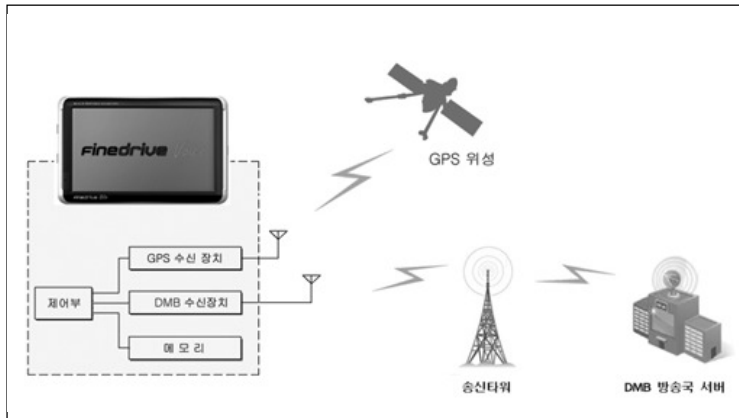 Finedrive
GPS 위성
GPS 수신 장치
제어부
DMB 수신장치
메모리
송신타워
DMB 방송국 서버